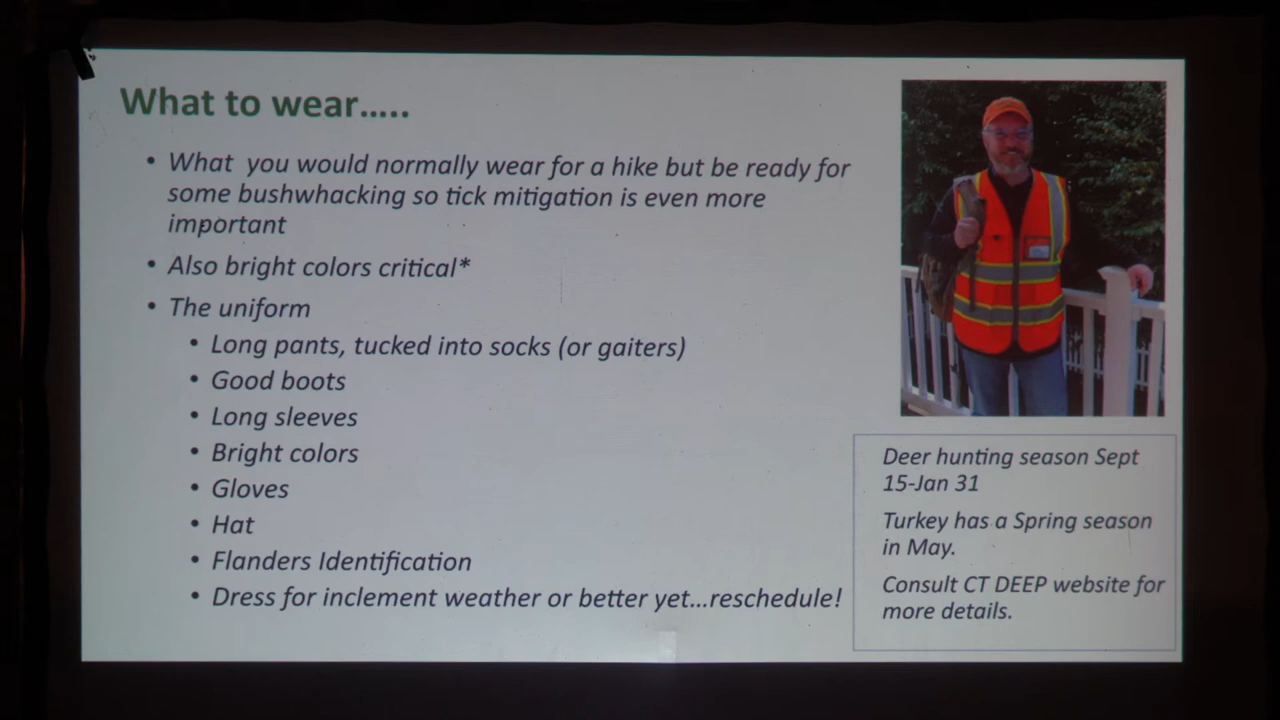 What to wear.....
• What  you would normally wear for a hike but be ready for
some bushwhacking so tick mitigation is even more
important
• Also bright colors critical*
• The uniform
• Long pants, tucked into socks (or gaiters)
• Good boots
• Long sleeves
• Bright colors
• Gloves
• Hat
• Flanders Identification
• Dress for inclement weather or better yet...reschedule!
Deer hunting season Sept
15-Jan 31
Turkey has a Spring season
in May.
Consult CT DEEP website for
more details.